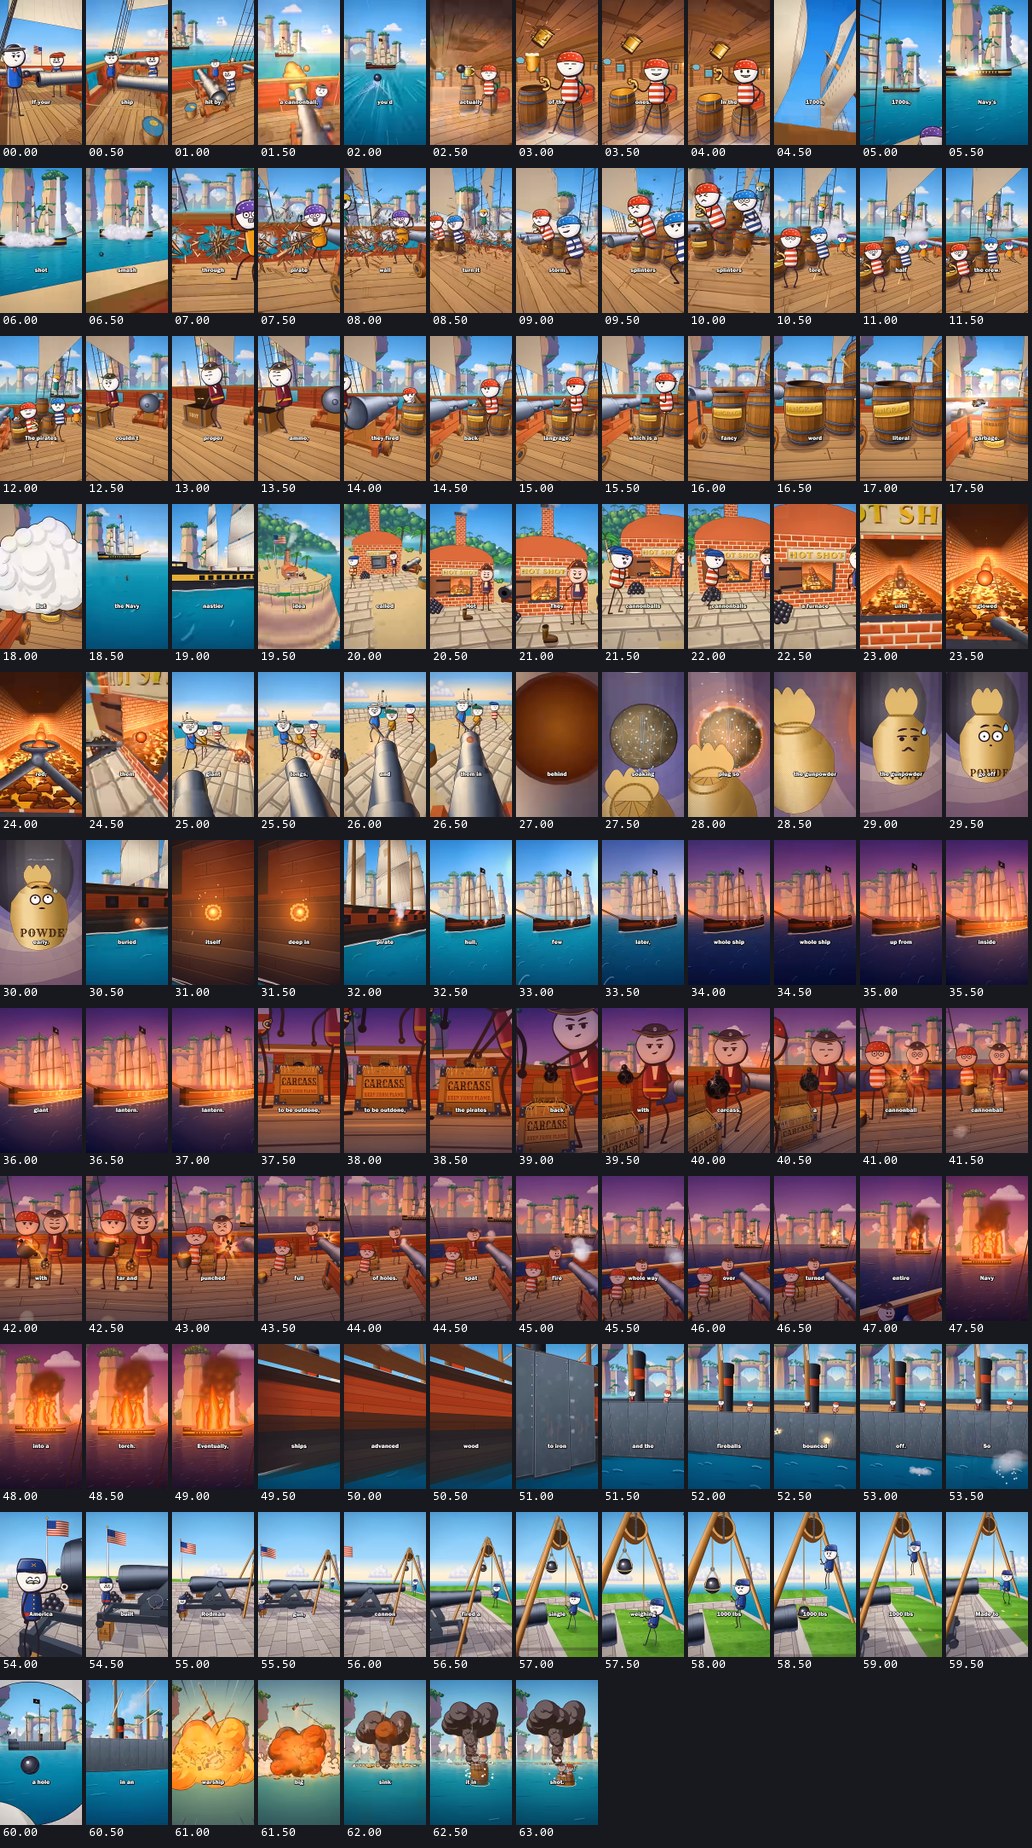 If your
ship
hit by
a cannonball,
you'd
actually
of the
ones.
In the
1700s,
1700s,
Navy's
00.00
00.50
01.00
01.50
02.00
02.50
03.00
03.50
04.00
04.50
05.00
05.50
shot
smash
through
pirate
wall
turn it
storm
splinters
splinters
tore
half
the crew.
06.00
06.50
07.00
07.50
08.00
08.50
09.00
09.50
10.00
10.50
11.00
11.50
The pirates
couldn't
proper
ammo,
they fired
back
langrage,
which is a
fancy
word
literal
garbage.
12.00
12.50
13.00
13.50
14.00
14.50
15.00
15.50
16.00
16.50
17.00
17.50
But
the Navy
nastier
idea
called
HOT SHOT
Hot
HOT SHOT
They
HOT SHOT
cannonballs
HOT SHOT
cannonballs
HOT SHOT
a furnace
OT SH
until
glowed
18.00
18.50
19.00
19.50
20.00
20.50
21.00
21.50
22.00
22.50
23.00
23.50
red,
them
giant
tongs,
and
them in
behind
soaking
plug so
the gunpowder
the gunpowder
POWDE
go off
24.00
24.50
25.00
25.50
26.00
26.50
27.00
27.50
28.00
28.50
29.00
29.50
POWDE
early.
buried
itself
deep in
pirate
hull.
few
later,
whole ship
whole ship
up from
inside
30.00
30.50
31.00
31.50
32.00
32.50
33.00
33.50
34.00
34.50
35.00
35.50
giant
lantern.
lantern.
CARCASS
to be outdone,
CARCASS
to be outdone,
CARCASS
the pirates
CARCASS
back
with
carcass,
a
cannonball
cannonball
36.00
36.50
37.00
37.50
38.00
38.50
39.00
39.50
40.00
40.50
41.00
41.50
with
tar and
punched
full
of holes.
spat
fire
whole way
over
turned
entire
Navy
42.00
42.50
43.00
43.50
44.00
44.50
45.00
45.50
46.00
46.50
47.00
47.50
into a
torch.
Eventually,
ships
advanced
wood
to iron
and the
fireballs
bounced
off.
So
48.00
48.50
49.00
49.50
50.00
50.50
51.00
51.50
52.00
52.50
53.00
53.50
America
built
Rodman
gun,
cannon
fired a
single
weighing
1000 lbs
1000 lbs
1000 lbs
Made to
54.00
54.50
55.00
55.50
56.00
56.50
57.00
57.50
58.00
58.50
59.00
59.50
a hole
in an
warship
big
sink
it in
shot.
60.00
60.50
61.00
61.50
62.00
62.50
63.00